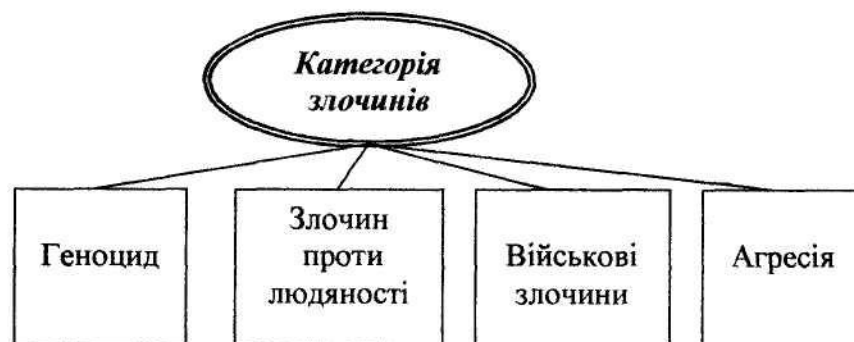 Категорія
злочинів
Геноцид
Злочин
проти
людяності
Військові
злочини
Агресія